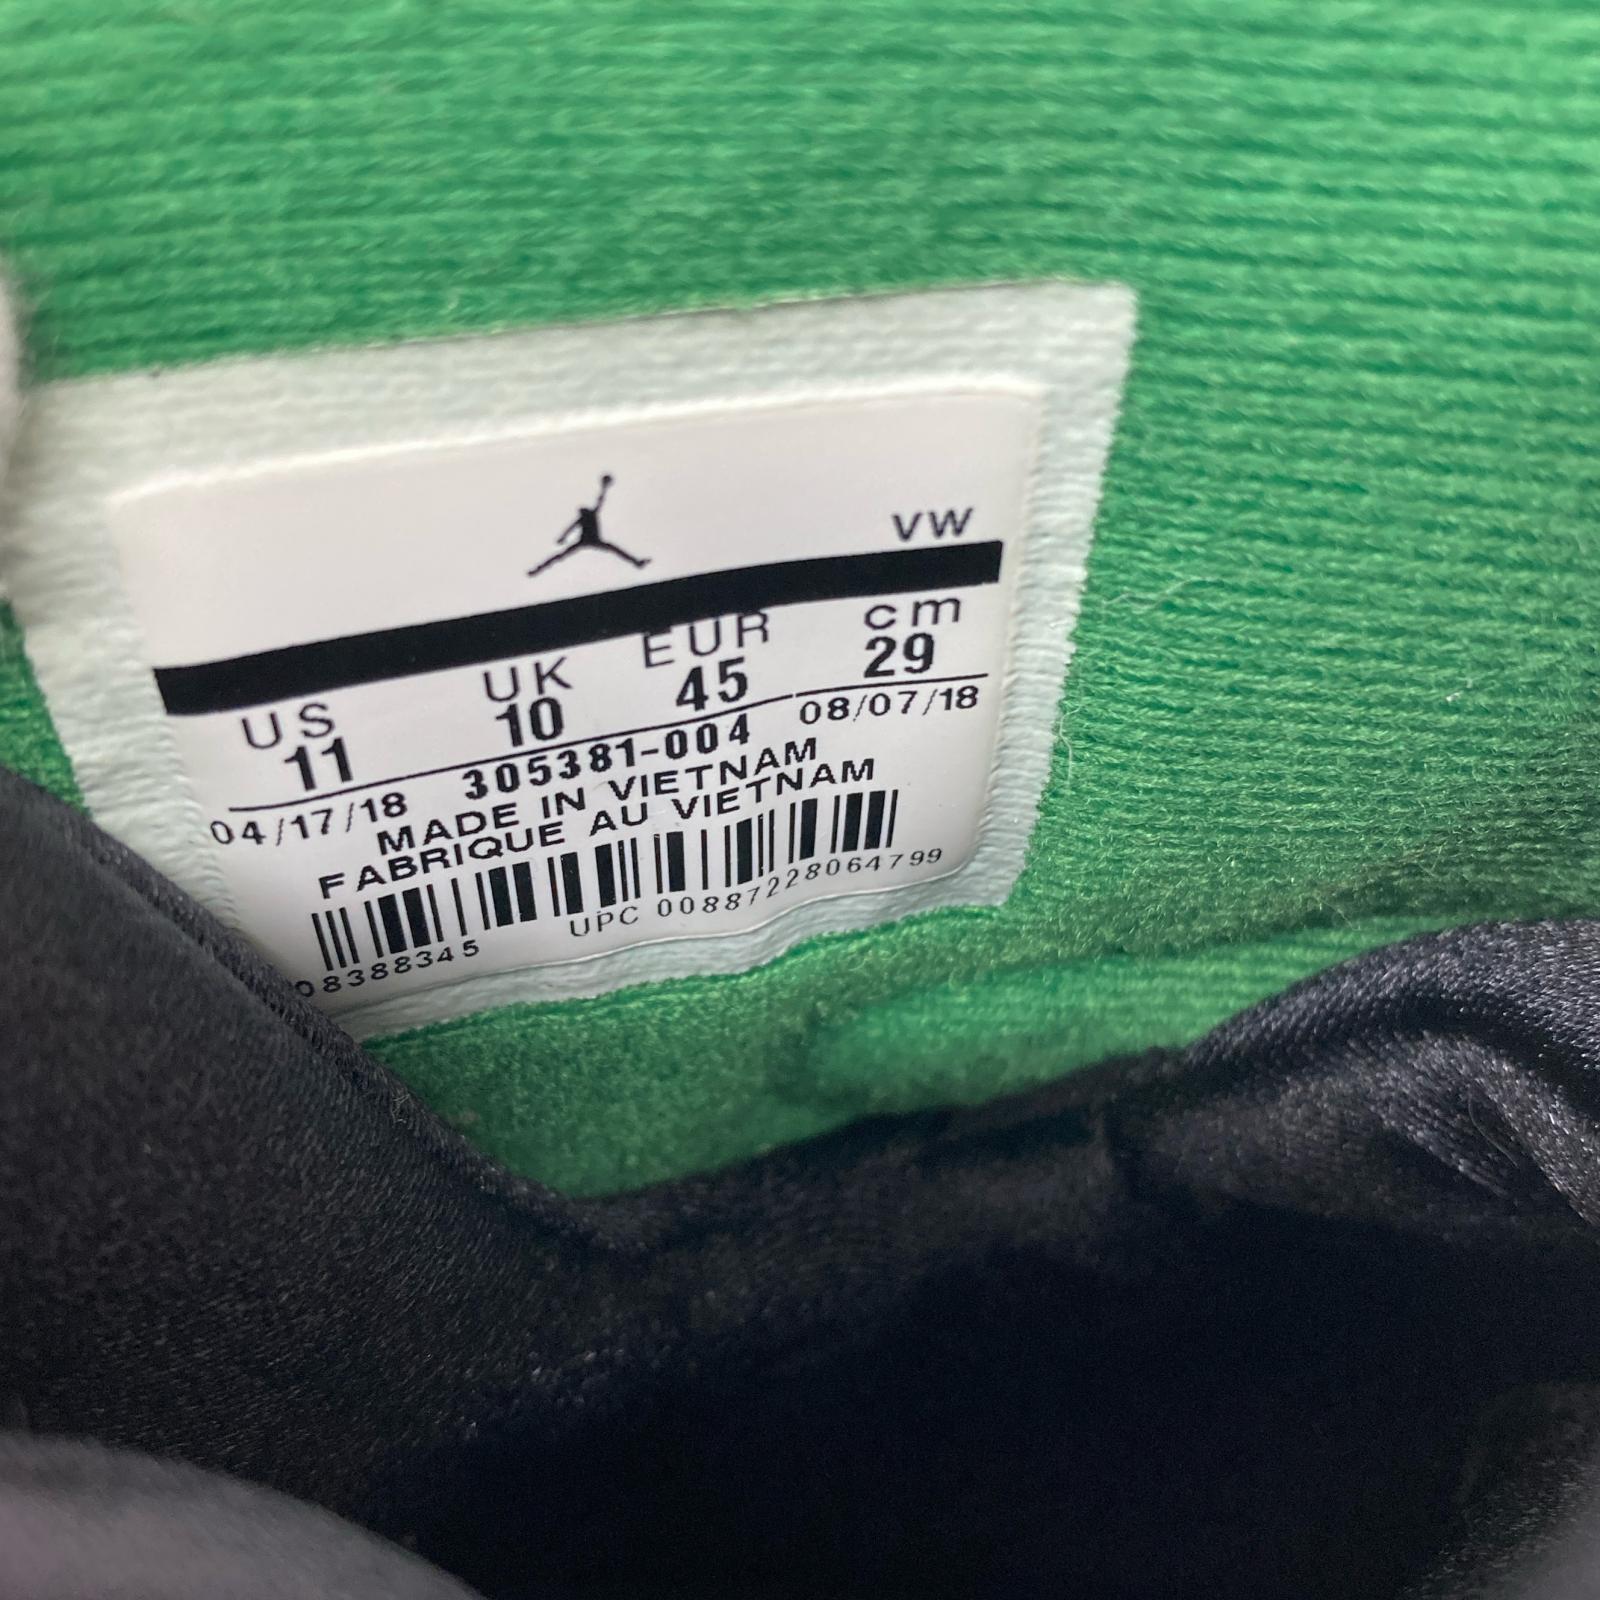 VW
US UK EUR cm
11 10 45 29
04/17/18 305381-004 08/07/18
MADE IN VIETNAM
FABRIQUE AU VIETNAM
UPC 00887228064799
08388345